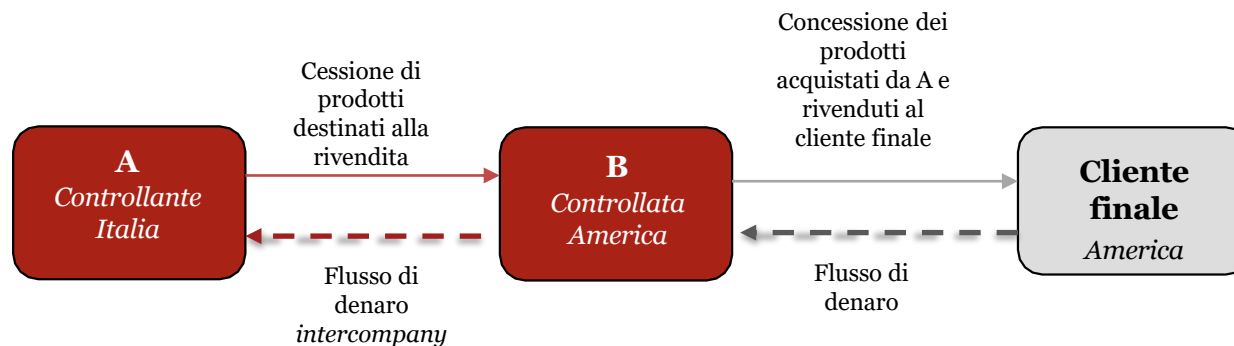 Concessione dei
prodotti
acquistati da A e
rivenduti al
cliente finale
Cessione di
prodotti
destinati alla
rivendita
A
Controllante
Italia
B
Controllata
America
Cliente
finale
America
Flusso di
denaro
intercompany
Flusso di
denaro